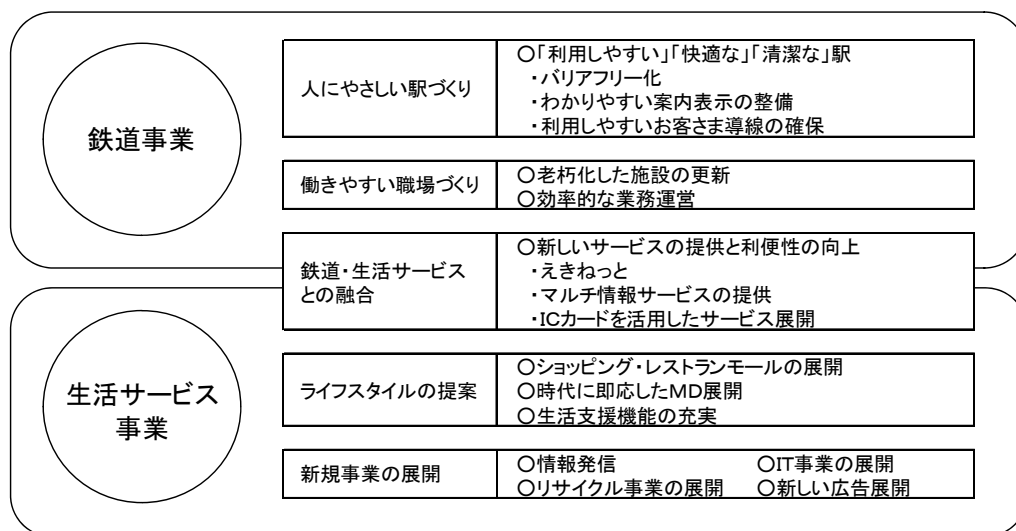 鉄道事業
人にやさしい駅づくり
○「利用しやすい」「快適な」「清潔な」駅
・バリアフリー化
・わかりやすい案内表示の整備
・利用しやすいお客さま導線の確保
働きやすい職場づくり
○老朽化した施設の更新
○効率的な業務運営
鉄道・生活サービス
との融合
○新しいサービスの提供と利便性の向上
・えきねっと
・マルチ情報サービスの提供
・ICカードを活用したサービス展開
生活サービス
事業
ライフスタイルの提案
○ショッピング・レストランモールの展開
○時代に即応したMD展開
○生活支援機能の充実
新規事業の展開
○情報発信 ○IT事業の展開
○リサイクル事業の展開 ○新しい広告展開